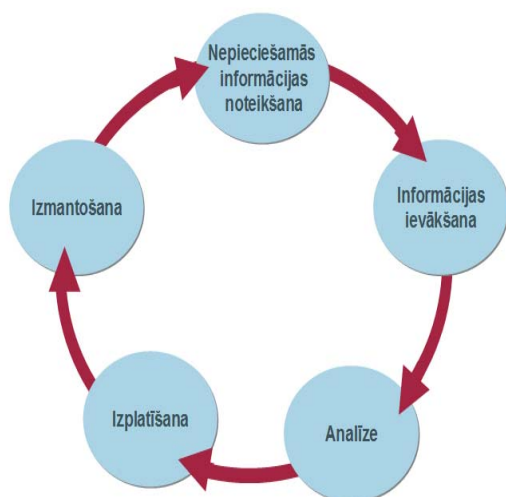 Nepieciešamās
informācijas
noteikšana
Informācijas
ievākšana
Analīze
Izplatīšana
Izmantošana